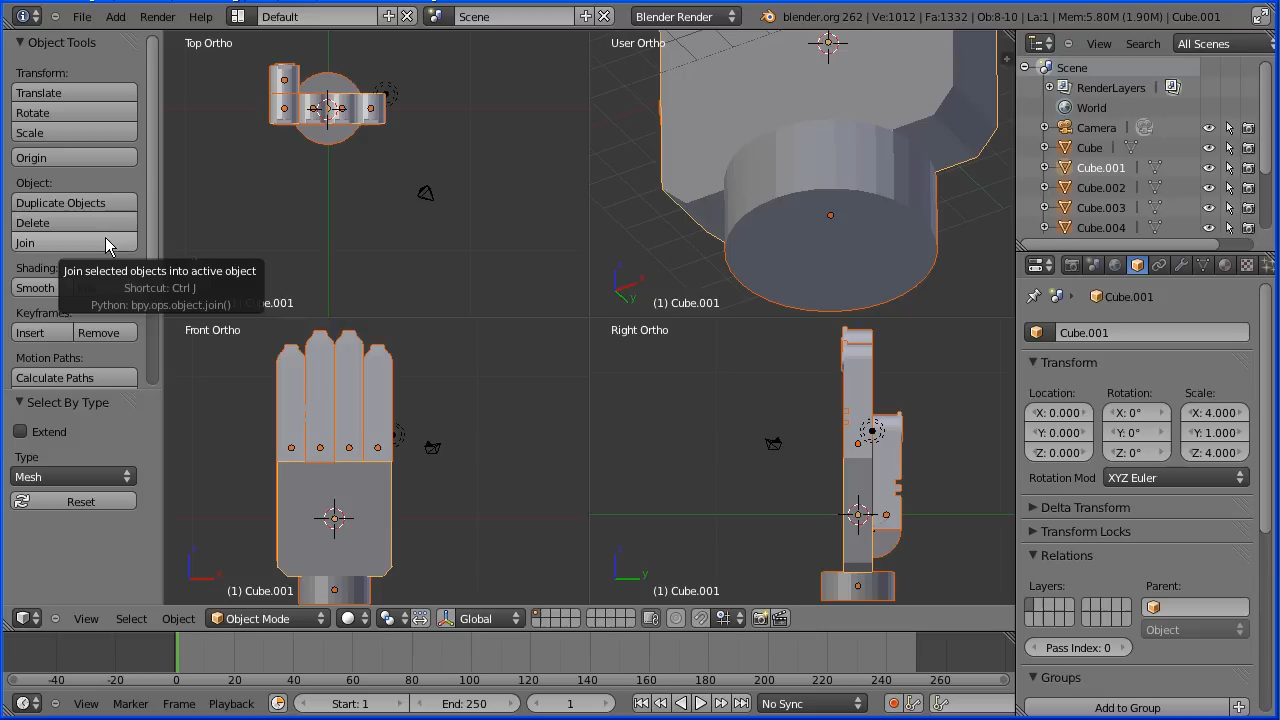 File Add Render Help Default Scene Blender Render blender.org 262 | Ve:1012 | Fa:1332 | Ob:8-10 | La:1 | Mem:5.80M (1.90M) | Cube.001
Object Tools
Transform:
Translate
Rotate
Scale
Origin
Object:
Duplicate Objects
Delete
Join
Shading:
Smooth
Keyframes:
Insert Remove
Motion Paths:
Calculate Paths
Join selected objects into active object
Shortcut: Ctrl J
Python: bpy.ops.object.join()
Select By Type
Extend
Type
Mesh
Reset
Top Ortho
User Ortho
(1) Cube.001
Front Ortho
(1) Cube.001
Right Ortho
(1) Cube.001
View Select Object Object Mode Global
-40 -20 0 20 40 60 80 100 120 140 160 180 200 220 240 260
View Marker Frame Playback Start: 1 End: 250 1 No Sync
View Search All Scenes
Scene
RenderLayers
World
Camera
Cube
Cube.001
Cube.002
Cube.003
Cube.004
Cube.001
Cube.001
Transform
Location: Rotation: Scale:
X: 0.000 X: 0° X: 4.000
Y: 0.000 Y: 0° Y: 1.000
Z: 0.000 Z: 0° Z: 4.000
Rotation Mod XYZ Euler
Delta Transform
Transform Locks
Relations
Layers: Parent:
Object
Pass Index: 0
Groups
Add to Group